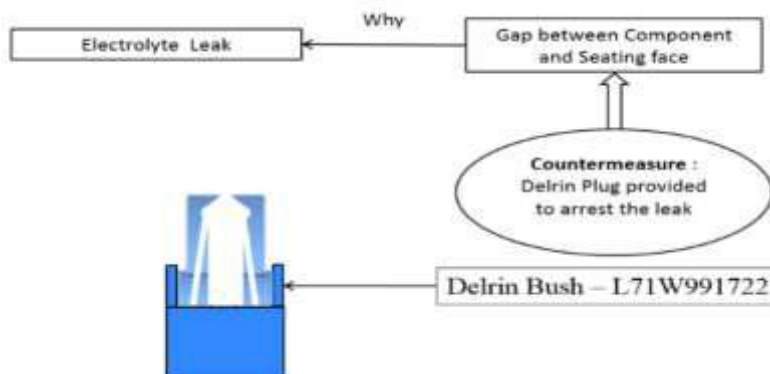 Why
Electrolyte Leak
Gap between Component
and Seating face
Countermeasure :
Delrin Plug provided
to arrest the leak
Delrin Bush – L71W991722